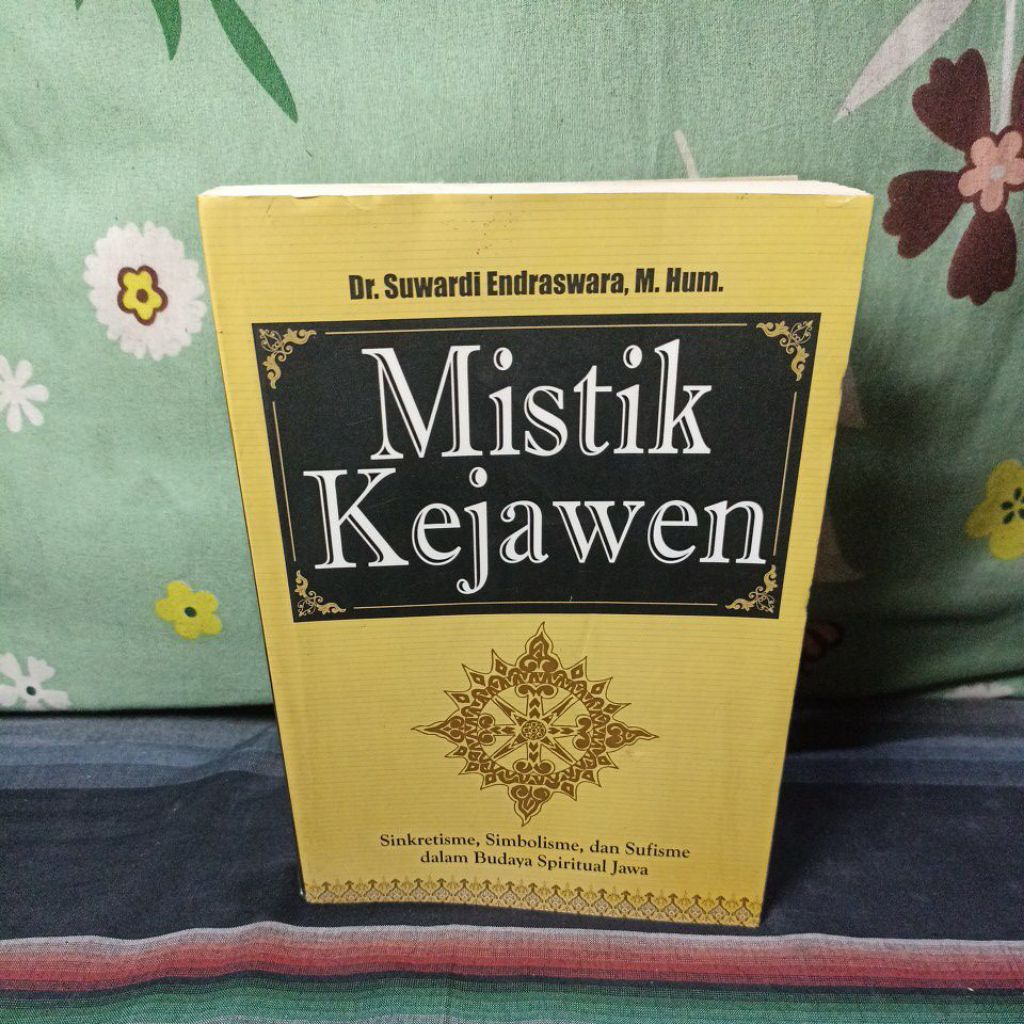 Dr. Suwardi Endraswara, M. Hum.
Mistik
Kejawen
Sinkretisme, Simbolisme, dan Sufisme
dalam Budaya Spiritual Jawa